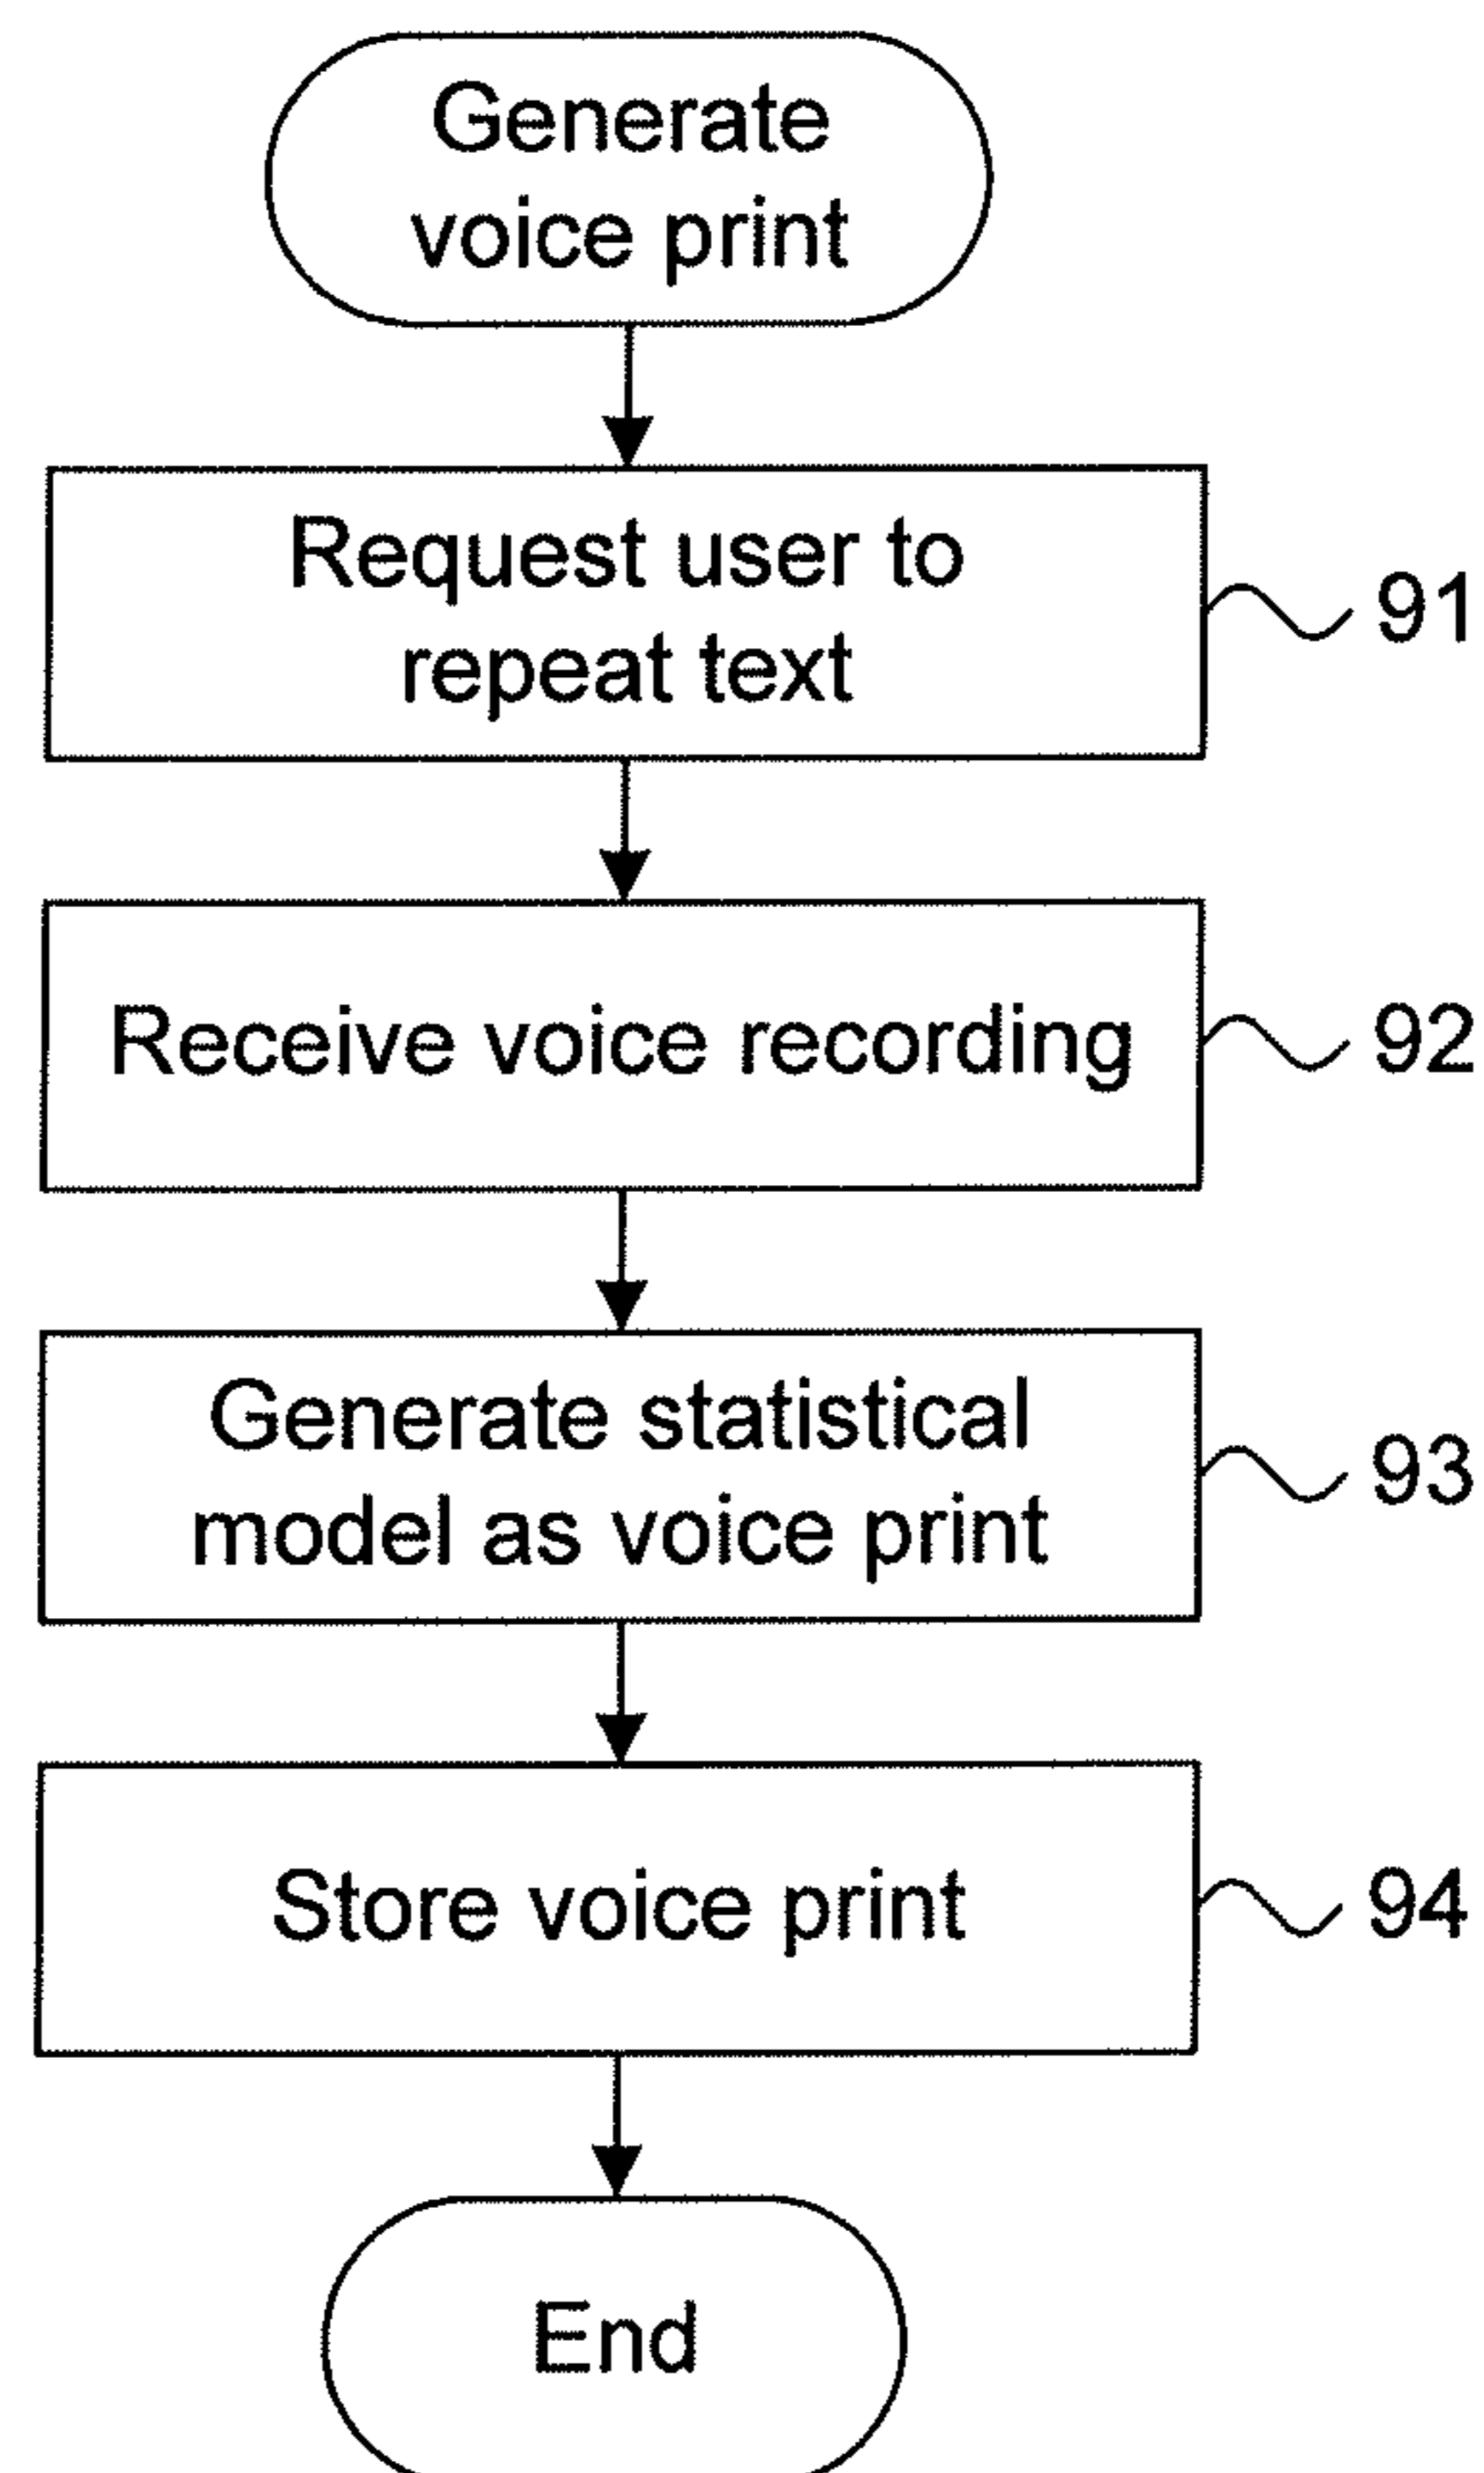 Generate
voice print
Request user to
repeat text
91
Receive voice recording
92
Generate statistical
model as voice print
93
Store voice print
94
End